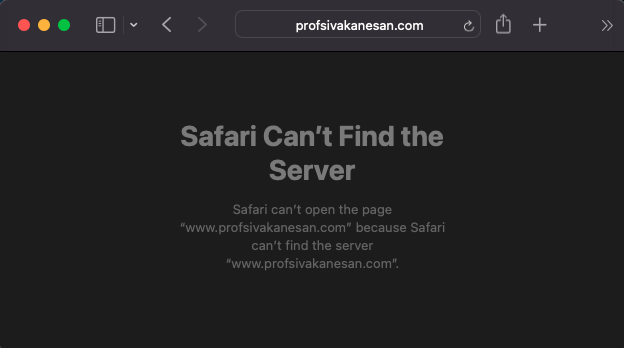 profsivakanesan.com
Safari Can’t Find the
Server
Safari can’t open the page
“www.profsivakanesan.com” because Safari
can’t find the server
“www.profsivakanesan.com”.